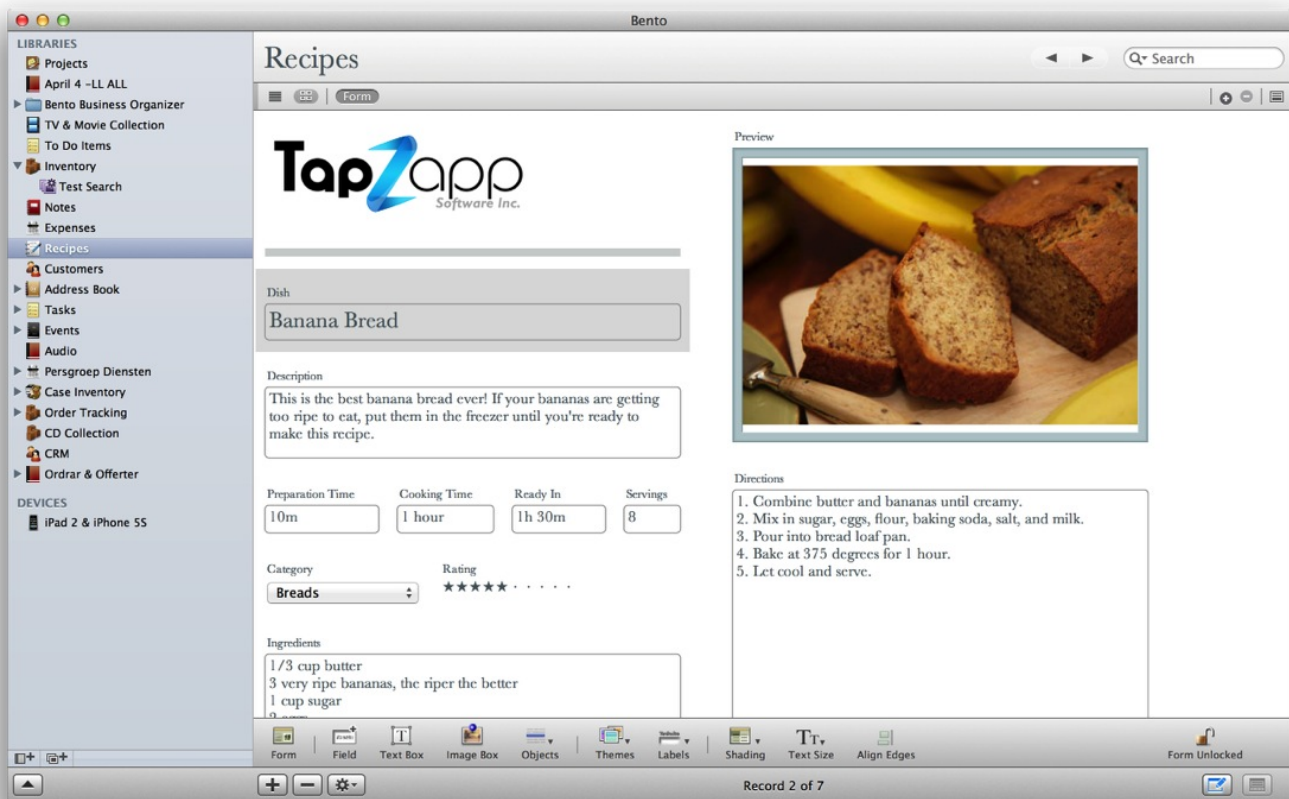 Bento
LIBRARIES
Projects
April 4 -LL ALL
Bento Business Organizer
TV & Movie Collection
To Do Items
Inventory
Test Search
Notes
Expenses
Recipes
Customers
Address Book
Tasks
Events
Audio
Persgroep Diensten
Case Inventory
Order Tracking
CD Collection
CRM
Ordrar & Offerter
DEVICES
iPad 2 & iPhone 5S
Recipes
Search
Form
TapZapp
Software Inc.
Dish
Banana Bread
Description
This is the best banana bread ever! If your bananas are getting
too ripe to eat, put them in the freezer until you're ready to
make this recipe.
Preparation Time Cooking Time Ready In Servings
10m 1 hour 1h 30m 8
Category Rating
Breads
Ingredients
1/3 cup butter
3 very ripe bananas, the riper the better
1 cup sugar
Preview
Directions
1. Combine butter and bananas until creamy.
2. Mix in sugar, eggs, flour, baking soda, salt, and milk.
3. Pour into bread loaf pan.
4. Bake at 375 degrees for 1 hour.
5. Let cool and serve.
Form Field Text Box Image Box Objects Themes Labels Shading Text Size Align Edges Form Unlocked
Record 2 of 7